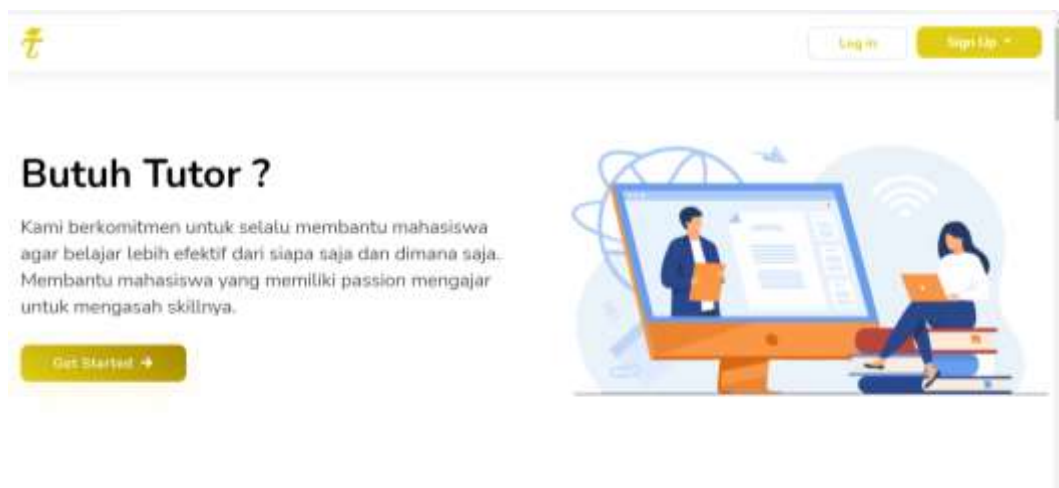 Log in
Sign Up
Butuh Tutor ?
Kami berkomitmen untuk selalu membantu mahasiswa
agar belajar lebih efektif dari siapa saja dan dimana saja.
Membantu mahasiswa yang memiliki passion mengajar
untuk mengasah skillnya.
Get Started →